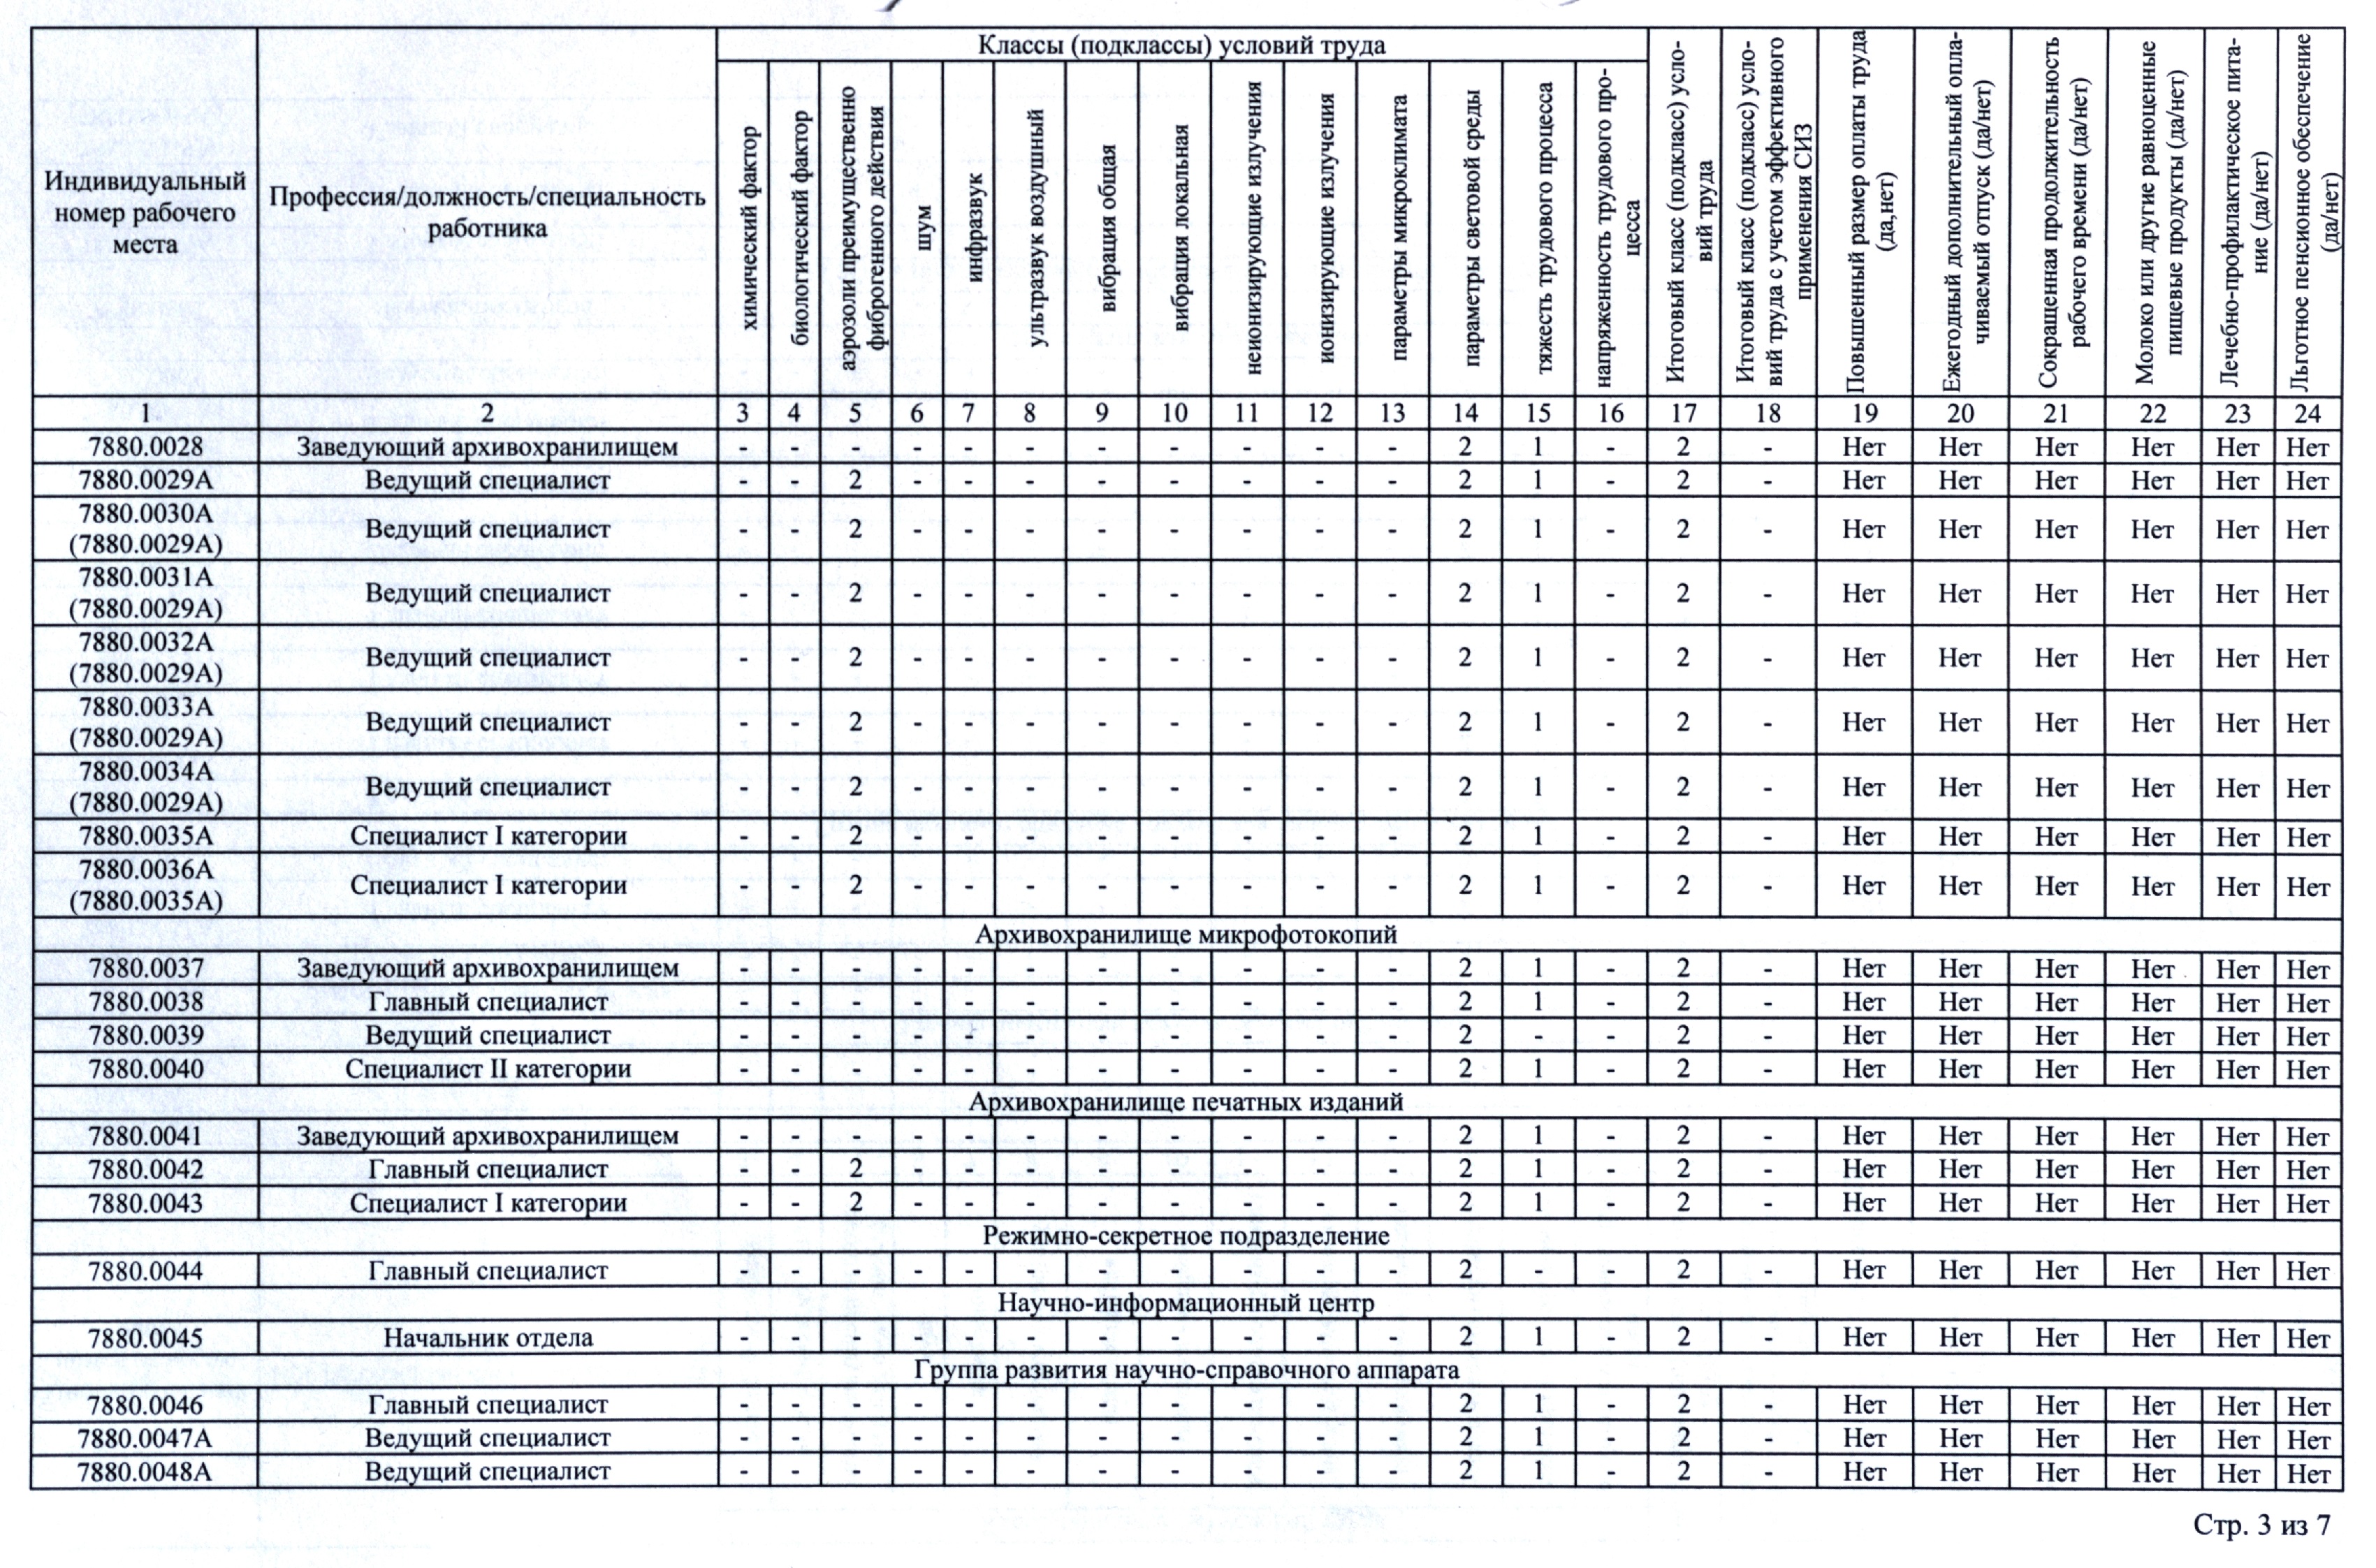 Классы (подклассы) условий труда
Индивидуальный
номер рабочего
места
Профессия/должность/специальность
работника
химический фактор
биологический фактор
аэрозоли преимущественно
фиброгенного действия
шум
инфразвук
ультразвук воздушный
вибрация общая
вибрация локальная
неионизирующие излучения
ионизирующие излучения
параметры микроклимата
параметры световой среды
тяжесть трудового процесса
напряженность трудового про-
цесса
Итоговый класс (подкласс) усло-
вий труда
Итоговый класс (подкласс) усло-
вий труда с учетом эффективного
применения СИЗ
Повышенный размер оплаты труда
(да,нет)
Ежегодный дополнительный опла-
чиваемый отпуск (да/нет)
Сокращенная продолжительность
рабочего времени (да/нет)
Молоко или другие равноценные
пищевые продукты (да/нет)
Лечебно-профилактическое пита-
ние (да/нет)
Льготное пенсионное обеспечение
(да/нет)
1 2 3 4 5 6 7 8 9 10 11 12 13 14 15 16 17 18 19 20 21 22 23 24
7880.0028 Заведующий архивохранилищем - - - - - - - - - - - 2 1 - 2 - Нет Нет Нет Нет Нет Нет
7880.0029А Ведущий специалист - - 2 - - - - - - - - 2 1 - 2 - Нет Нет Нет Нет Нет Нет
7880.0030А
(7880.0029А) Ведущий специалист - - 2 - - - - - - - - 2 1 - 2 - Нет Нет Нет Нет Нет Нет
7880.0031А
(7880.0029А) Ведущий специалист - - 2 - - - - - - - - 2 1 - 2 - Нет Нет Нет Нет Нет Нет
7880.0032А
(7880.0029А) Ведущий специалист - - 2 - - - - - - - - 2 1 - 2 - Нет Нет Нет Нет Нет Нет
7880.0033А
(7880.0029А) Ведущий специалист - - 2 - - - - - - - - 2 1 - 2 - Нет Нет Нет Нет Нет Нет
7880.0034А
(7880.0029А) Ведущий специалист - - 2 - - - - - - - - 2 1 - 2 - Нет Нет Нет Нет Нет Нет
7880.0035А Специалист I категории - - 2 - - - - - - - - 2 1 - 2 - Нет Нет Нет Нет Нет Нет
7880.0036А
(7880.0035А) Специалист I категории - - 2 - - - - - - - - 2 1 - 2 - Нет Нет Нет Нет Нет Нет
Архивохранилище микрофотокопий
7880.0037 Заведующий архивохранилищем - - - - - - - - - - - 2 1 - 2 - Нет Нет Нет Нет Нет Нет
7880.0038 Главный специалист - - - - - - - - - - - 2 1 - 2 - Нет Нет Нет Нет Нет Нет
7880.0039 Ведущий специалист - - - - - - - - - - - 2 - - 2 - Нет Нет Нет Нет Нет Нет
7880.0040 Специалист II категории - - - - - - - - - - - 2 1 - 2 - Нет Нет Нет Нет Нет Нет
Архивохранилище печатных изданий
7880.0041 Заведующий архивохранилищем - - - - - - - - - - - 2 1 - 2 - Нет Нет Нет Нет Нет Нет
7880.0042 Главный специалист - - 2 - - - - - - - - 2 1 - 2 - Нет Нет Нет Нет Нет Нет
7880.0043 Специалист I категории - - 2 - - - - - - - - 2 1 - 2 - Нет Нет Нет Нет Нет Нет
Режимно-секретное подразделение
7880.0044 Главный специалист - - - - - - - - - - - 2 - - 2 - Нет Нет Нет Нет Нет Нет
Научно-информационный центр
7880.0045 Начальник отдела - - - - - - - - - - - 2 1 - 2 - Нет Нет Нет Нет Нет Нет
Группа развития научно-справочного аппарата
7880.0046 Главный специалист - - - - - - - - - - - 2 1 - 2 - Нет Нет Нет Нет Нет Нет
7880.0047А Ведущий специалист - - - - - - - - - - - 2 1 - 2 - Нет Нет Нет Нет Нет Нет
7880.0048А Ведущий специалист - - - - - - - - - - - 2 1 - 2 - Нет Нет Нет Нет Нет Нет
Стр. 3 из 7